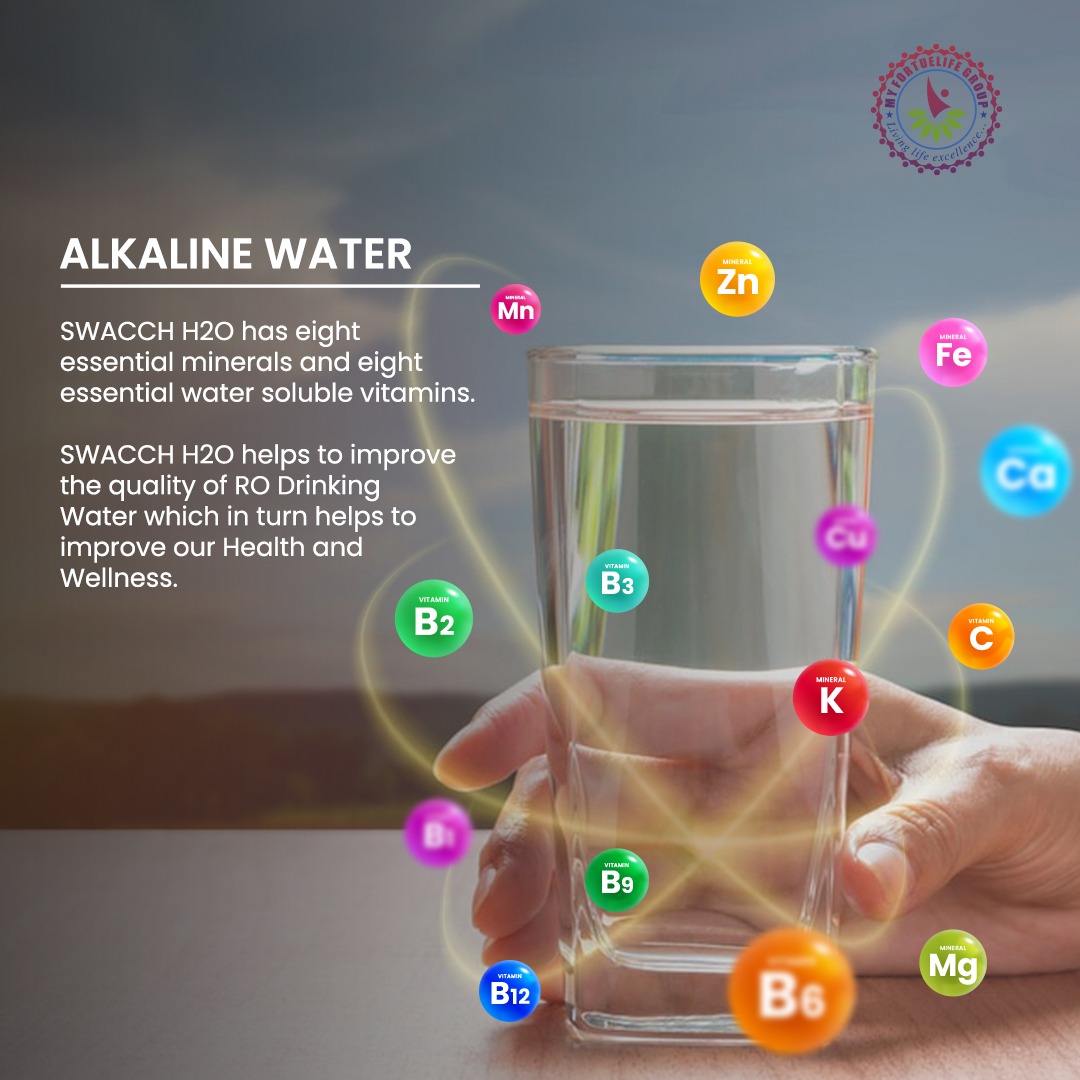 MY FORTUELIFE GROUP
Living life excellence...
ALKALINE WATER
SWACCH H2O has eight
essential minerals and eight
essential water soluble vitamins.
SWACCH H2O helps to improve
the quality of RO Drinking
Water which in turn helps to
improve our Health and
Wellness.
MINERAL
Zn
MINERAL
Mn
MINERAL
Fe
Ca
Cu
VITAMIN
B3
VITAMIN
B2
VITAMIN
C
MINERAL
K
B1
VITAMIN
B9
MINERAL
Mg
VITAMIN
B12
B6